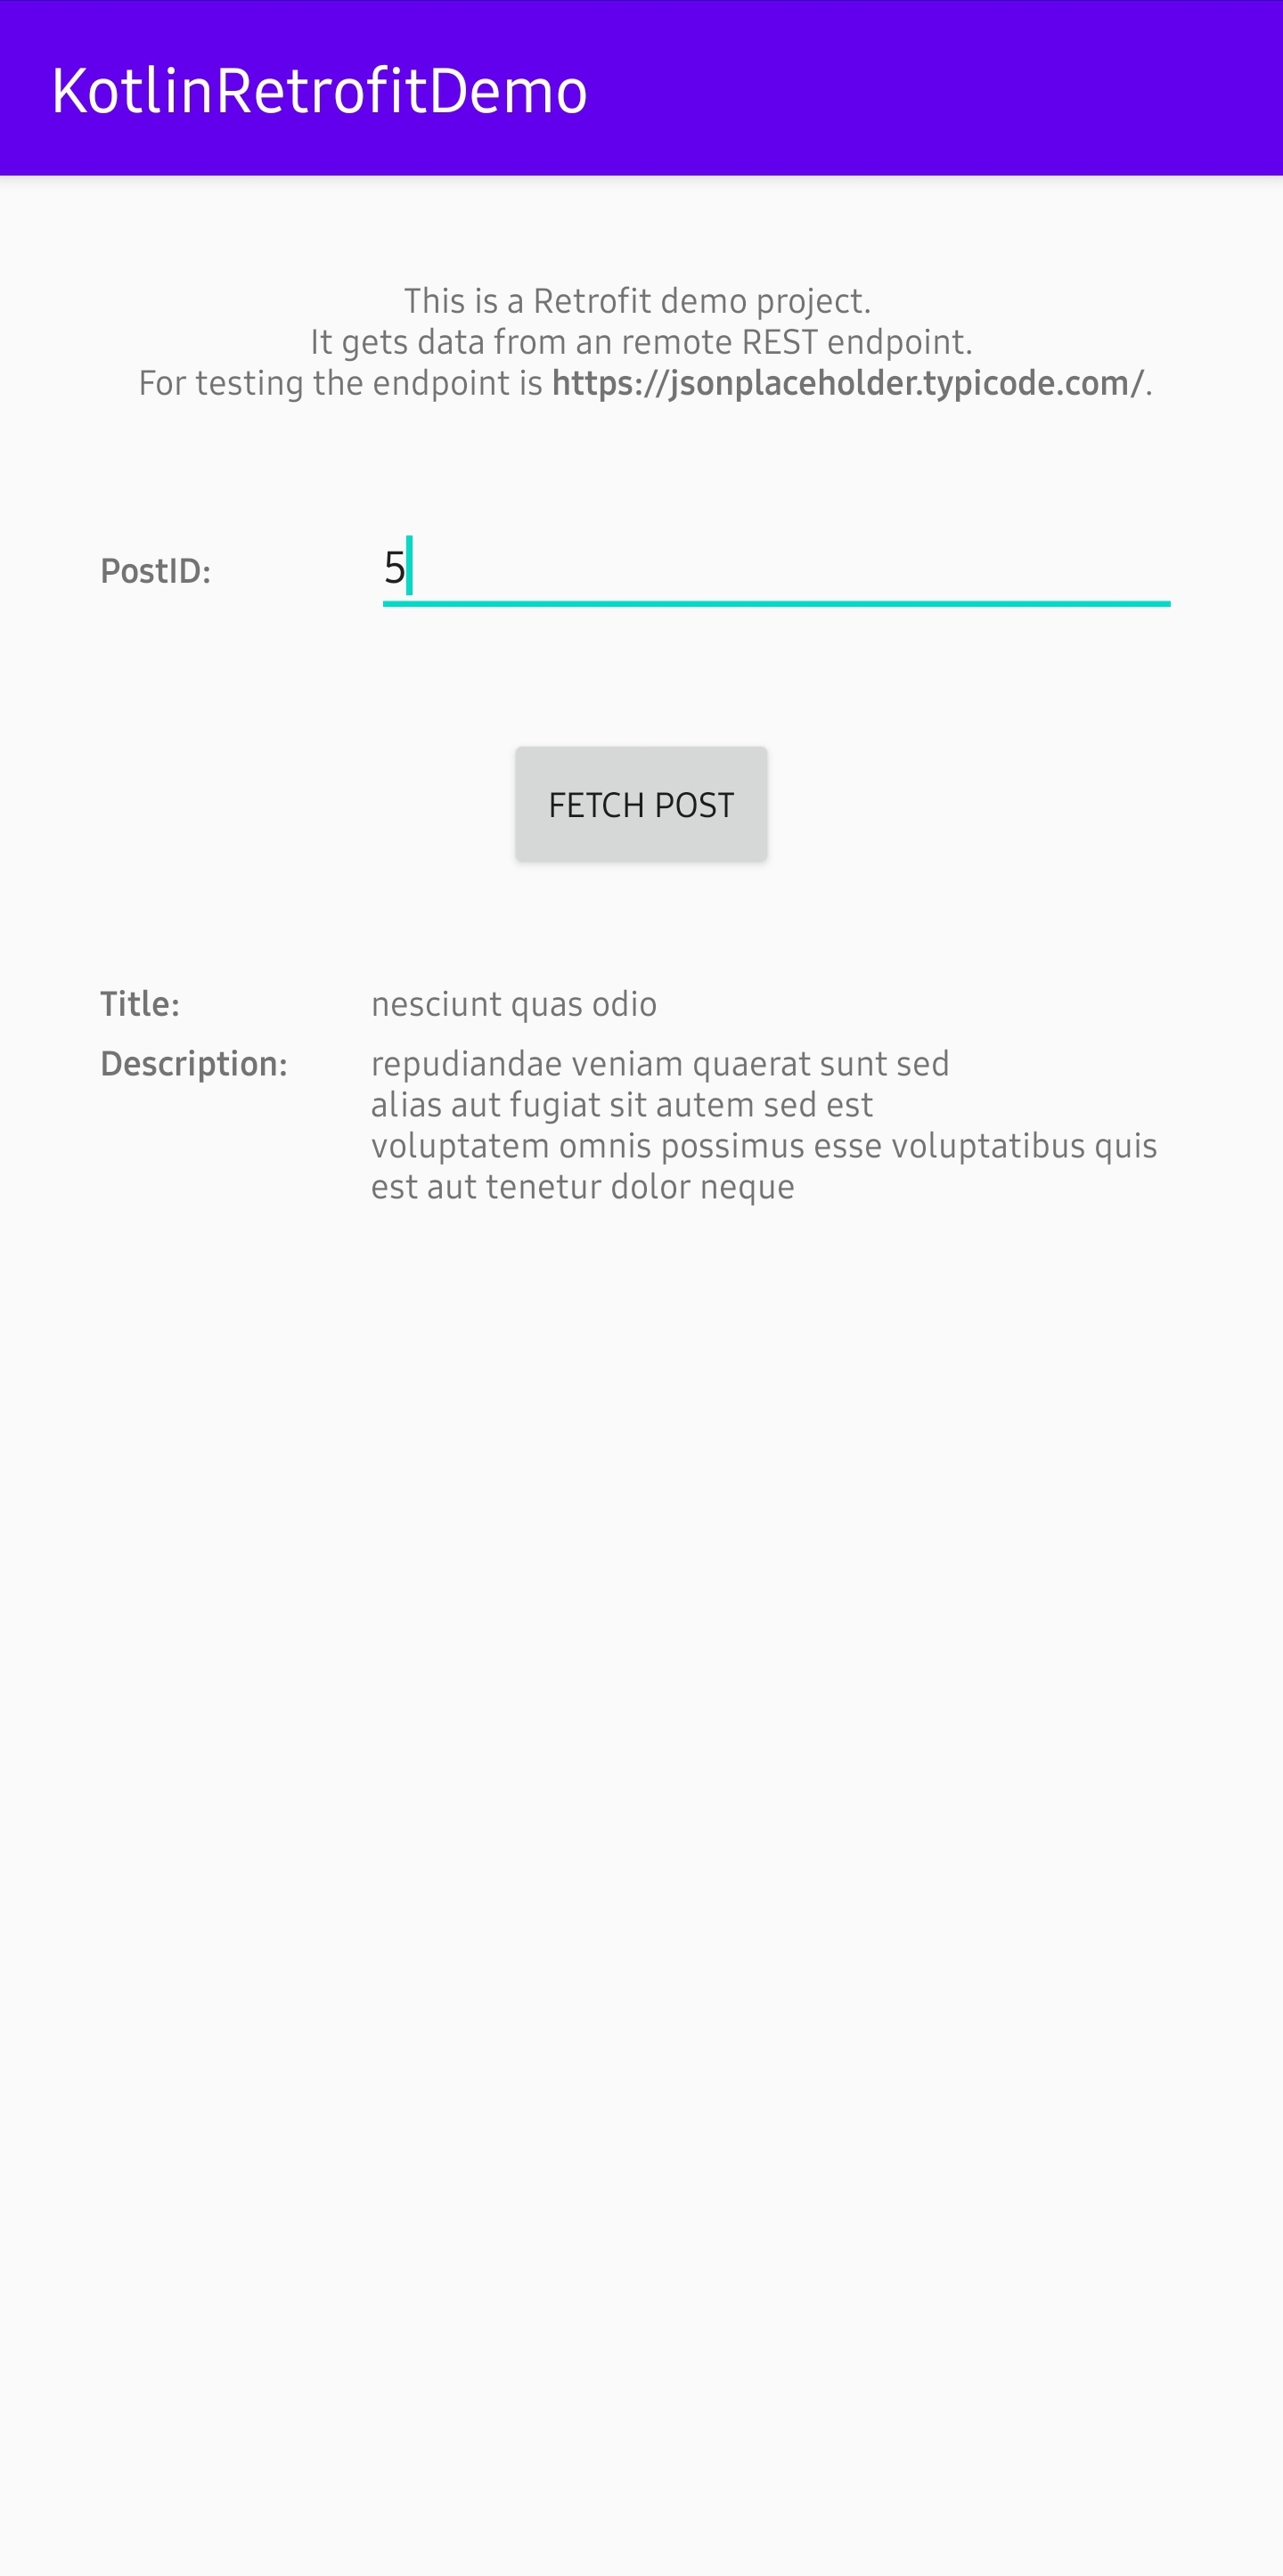 KotlinRetrofitDemo
This is a Retrofit demo project.
It gets data from an remote REST endpoint.
For testing the endpoint is https://jsonplaceholder.typicode.com/.
PostID: 5
FETCH POST
Title: nesciunt quas odio
Description: repudiandae veniam quaerat sunt sed
alias aut fugiat sit autem sed est
voluptatem omnis possimus esse voluptatibus quis
est aut tenetur dolor neque